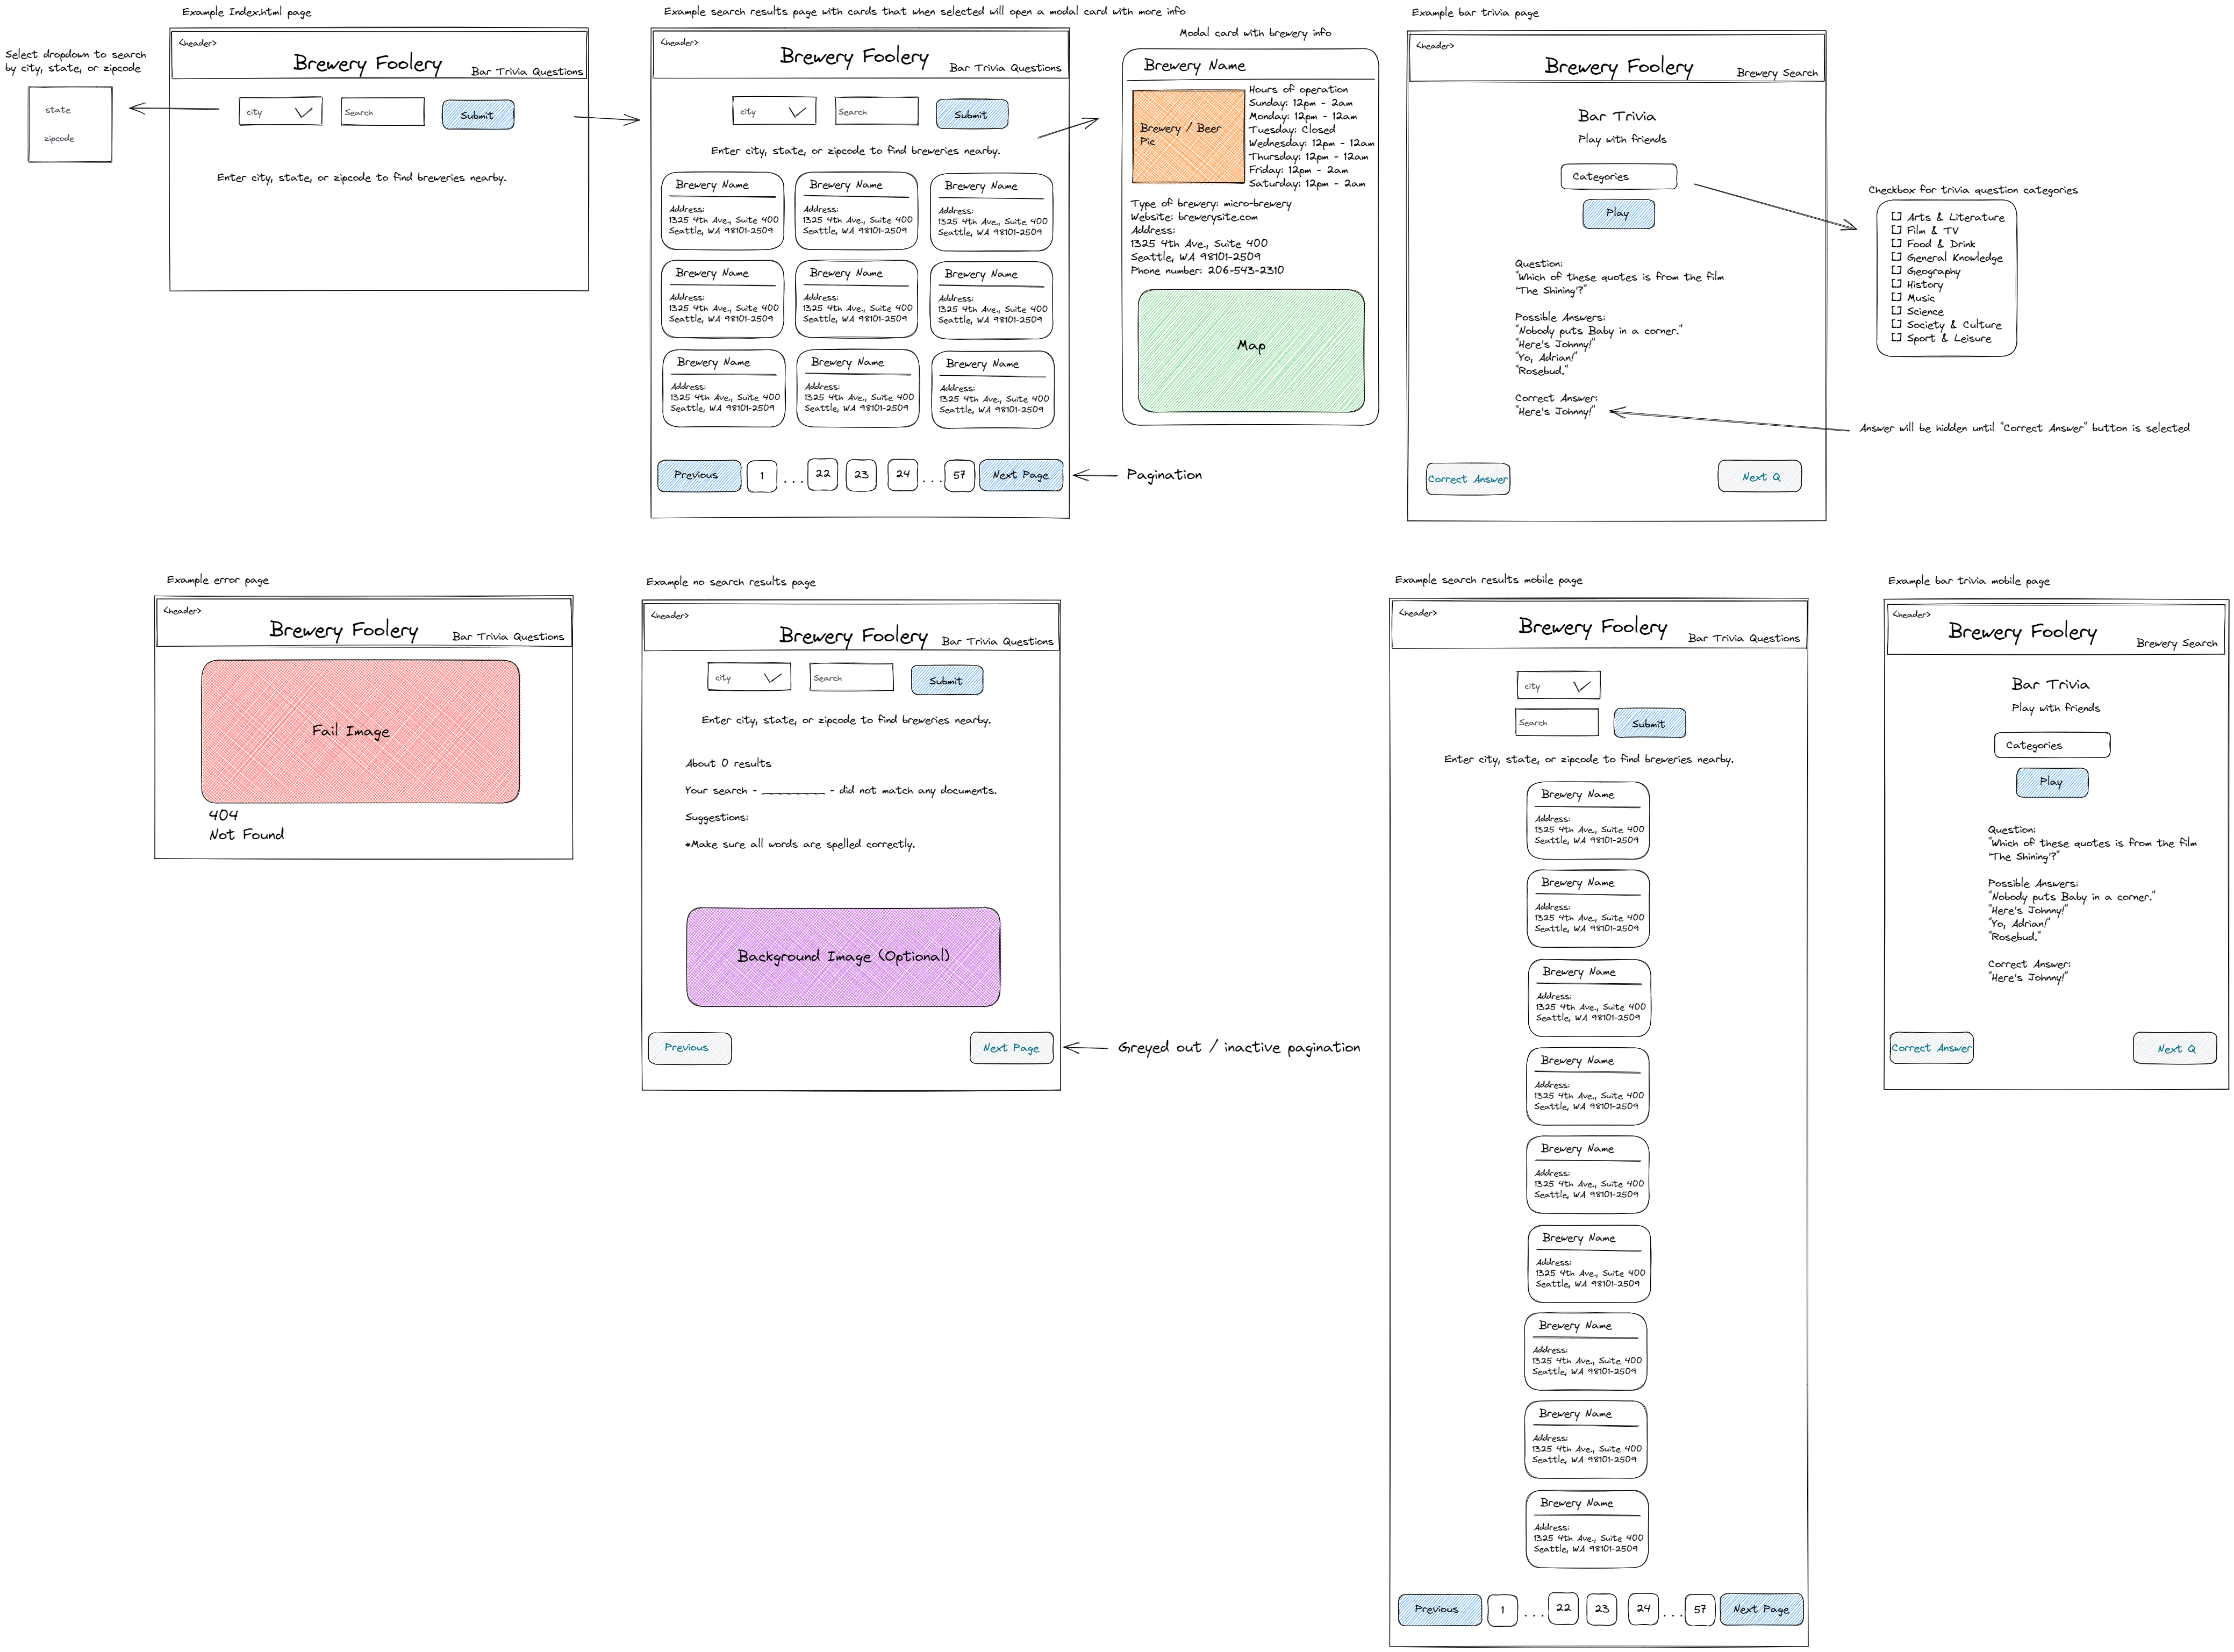 Example Index.html page
Select dropdown to search
by city, state, or zipcode
state
zipcode
<header>
Brewery Foolery
Bar Trivia Questions
city
Search
Submit
Enter city, state, or zipcode to find breweries nearby.
Example search results page with cards that when selected will open a modal card with more info
<header>
Brewery Foolery
Bar Trivia Questions
city
Search
Submit
Enter city, state, or zipcode to find breweries nearby.
Brewery Name
Address:
1325 4th Ave., Suite 400
Seattle, WA 98101-2509
Brewery Name
Address:
1325 4th Ave., Suite 400
Seattle, WA 98101-2509
Brewery Name
Address:
1325 4th Ave., Suite 400
Seattle, WA 98101-2509
Brewery Name
Address:
1325 4th Ave., Suite 400
Seattle, WA 98101-2509
Brewery Name
Address:
1325 4th Ave., Suite 400
Seattle, WA 98101-2509
Brewery Name
Address:
1325 4th Ave., Suite 400
Seattle, WA 98101-2509
Brewery Name
Address:
1325 4th Ave., Suite 400
Seattle, WA 98101-2509
Brewery Name
Address:
1325 4th Ave., Suite 400
Seattle, WA 98101-2509
Brewery Name
Address:
1325 4th Ave., Suite 400
Seattle, WA 98101-2509
Previous 1 ... 22 23 24 ... 57 Next Page
Pagination
Modal card with brewery info
Brewery Name
Brewery / Beer
Pic
Hours of operation
Sunday: 12pm - 2am
Monday: 12pm - 12am
Tuesday: Closed
Wednesday: 12pm - 12am
Thursday: 12pm - 12am
Friday: 12pm - 2am
Saturday: 12pm - 2am
Type of brewery: micro-brewery
Website: brewerysite.com
Address:
1325 4th Ave., Suite 400
Seattle, WA 98101-2509
Phone number: 206-543-2310
Map
Example bar trivia page
<header>
Brewery Foolery
Brewery Search
Bar Trivia
Play with friends
Categories
Play
Question:
"Which of these quotes is from the film
'The Shining'?"
Possible Answers:
"Nobody puts Baby in a corner."
"Here's Johnny!"
"Yo, Adrian!"
"Rosebud."
Correct Answer:
"Here's Johnny!"
Correct Answer
Next Q
Checkbox for trivia question categories
[] Arts & Literature
[] Film & TV
[] Food & Drink
[] General Knowledge
[] Geography
[] History
[] Music
[] Science
[] Society & Culture
[] Sport & Leisure
Answer will be hidden until "Correct Answer" button is selected
Example error page
<header>
Brewery Foolery
Bar Trivia Questions
Fail Image
404
Not Found
Example no search results page
<header>
Brewery Foolery
Bar Trivia Questions
city
Search
Submit
Enter city, state, or zipcode to find breweries nearby.
About 0 results
Your search - __________ - did not match any documents.
Suggestions:
*Make sure all words are spelled correctly.
Background Image (Optional)
Previous
Next Page
Greyed out / inactive pagination
Example search results mobile page
<header>
Brewery Foolery
Bar Trivia Questions
city
Search
Submit
Enter city, state, or zipcode to find breweries nearby.
Brewery Name
Address:
1325 4th Ave., Suite 400
Seattle, WA 98101-2509
Brewery Name
Address:
1325 4th Ave., Suite 400
Seattle, WA 98101-2509
Brewery Name
Address:
1325 4th Ave., Suite 400
Seattle, WA 98101-2509
Brewery Name
Address:
1325 4th Ave., Suite 400
Seattle, WA 98101-2509
Brewery Name
Address:
1325 4th Ave., Suite 400
Seattle, WA 98101-2509
Brewery Name
Address:
1325 4th Ave., Suite 400
Seattle, WA 98101-2509
Brewery Name
Address:
1325 4th Ave., Suite 400
Seattle, WA 98101-2509
Brewery Name
Address:
1325 4th Ave., Suite 400
Seattle, WA 98101-2509
Brewery Name
Address:
1325 4th Ave., Suite 400
Seattle, WA 98101-2509
Previous 1 ... 22 23 24 ... 57 Next Page
Example bar trivia mobile page
<header>
Brewery Foolery
Brewery Search
Bar Trivia
Play with friends
Categories
Play
Question:
"Which of these quotes is from the film
'The Shining'?"
Possible Answers:
"Nobody puts Baby in a corner."
"Here's Johnny!"
"Yo, Adrian!"
"Rosebud."
Correct Answer:
"Here's Johnny!"
Correct Answer
Next Q